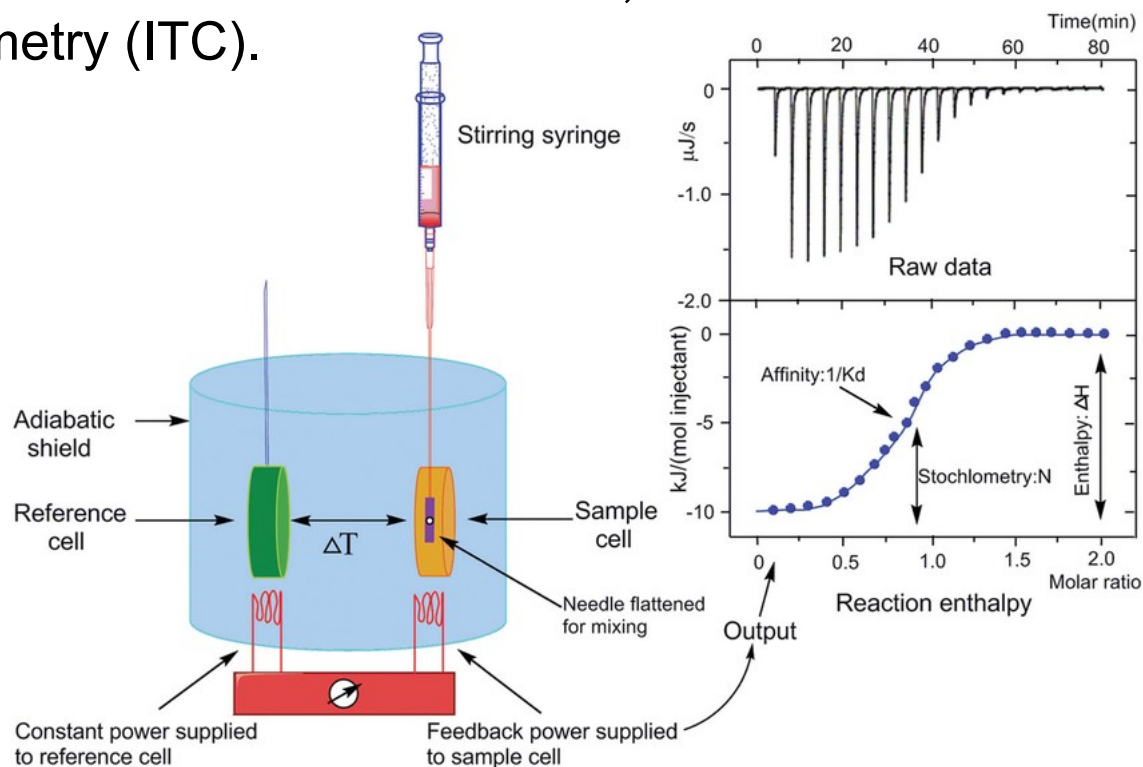 metry (ITC).
Stirring syringe
Adiabatic
shield
Reference
cell
ΔT
Sample
cell
Needle flattened
for mixing
Constant power supplied
to reference cell
Feedback power supplied
to sample cell
Output
Time(min)
0 20 40 60 80
0
-1.0
-2.0
μJ/s
Raw data
0
-5
-10
kJ/(mol injectant)
Affinity:1/Kd
Stochlometry:N
Enthalpy: ΔH
0 0.5 1.0 1.5 2.0
Molar ratio
Reaction enthalpy